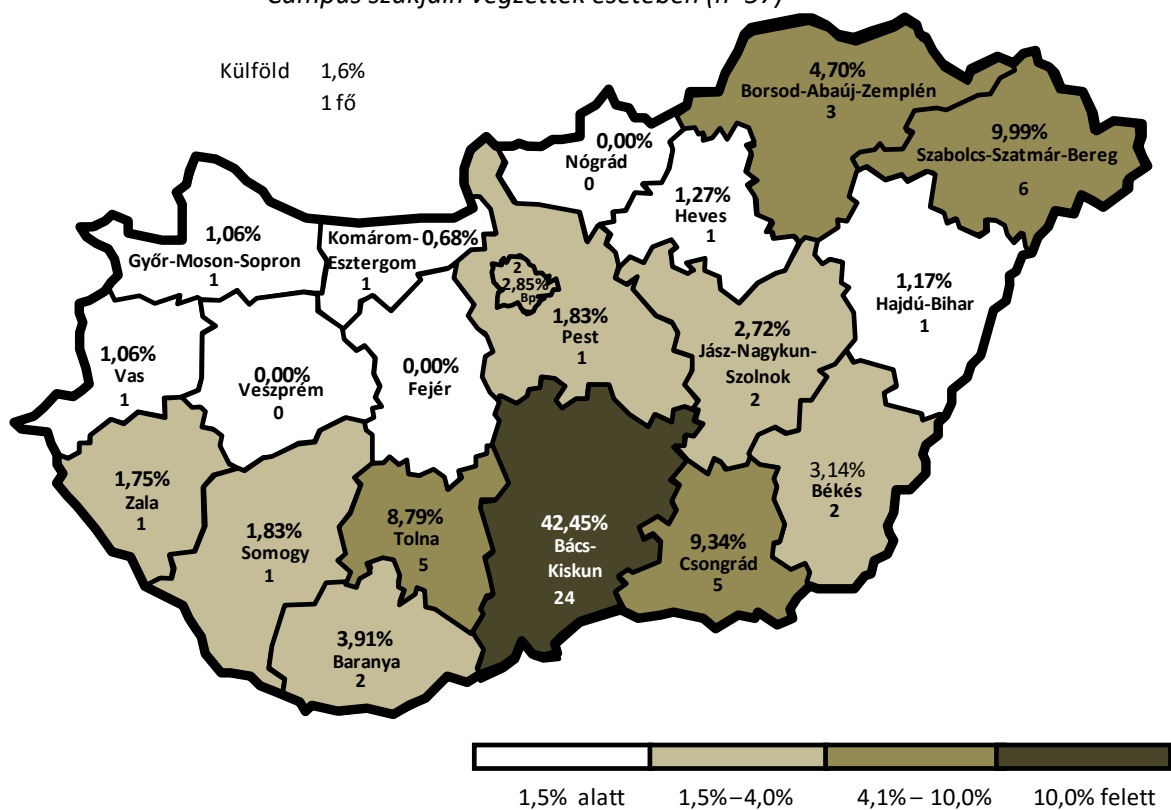 Campus szakjain végzettek esetében (n=57)
Külföld 1,6%
1 fő
4,70%
Borsod-Abaúj-Zemplén
3
9,99%
Szabolcs-Szatmár-Bereg
6
0,00%
Nógrád
0
1,27%
Heves
1
1,06%
Győr-Moson-Sopron
1
Komárom-0,68%
Esztergom
1
2
2,85%
Bp
1,83%
Pest
1
2,72%
Jász-Nagykun-
Szolnok
2
1,17%
Hajdú-Bihar
1
1,06%
Vas
1
0,00%
Veszprém
0
0,00%
Fejér
1,75%
Zala
1
1,83%
Somogy
1
8,79%
Tolna
5
42,45%
Bács-
Kiskun
24
9,34%
Csongrád
5
3,14%
Békés
2
3,91%
Baranya
2
1,5% alatt 1,5%–4,0% 4,1%– 10,0% 10,0% felett